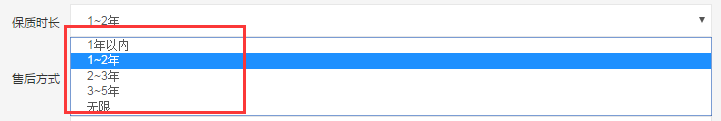 保质时长 1~2年
1年以内
1~2年
售后方式 2~3年
3~5年
无限